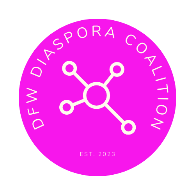 DFW DIASPORA COALITION
EST. 2023